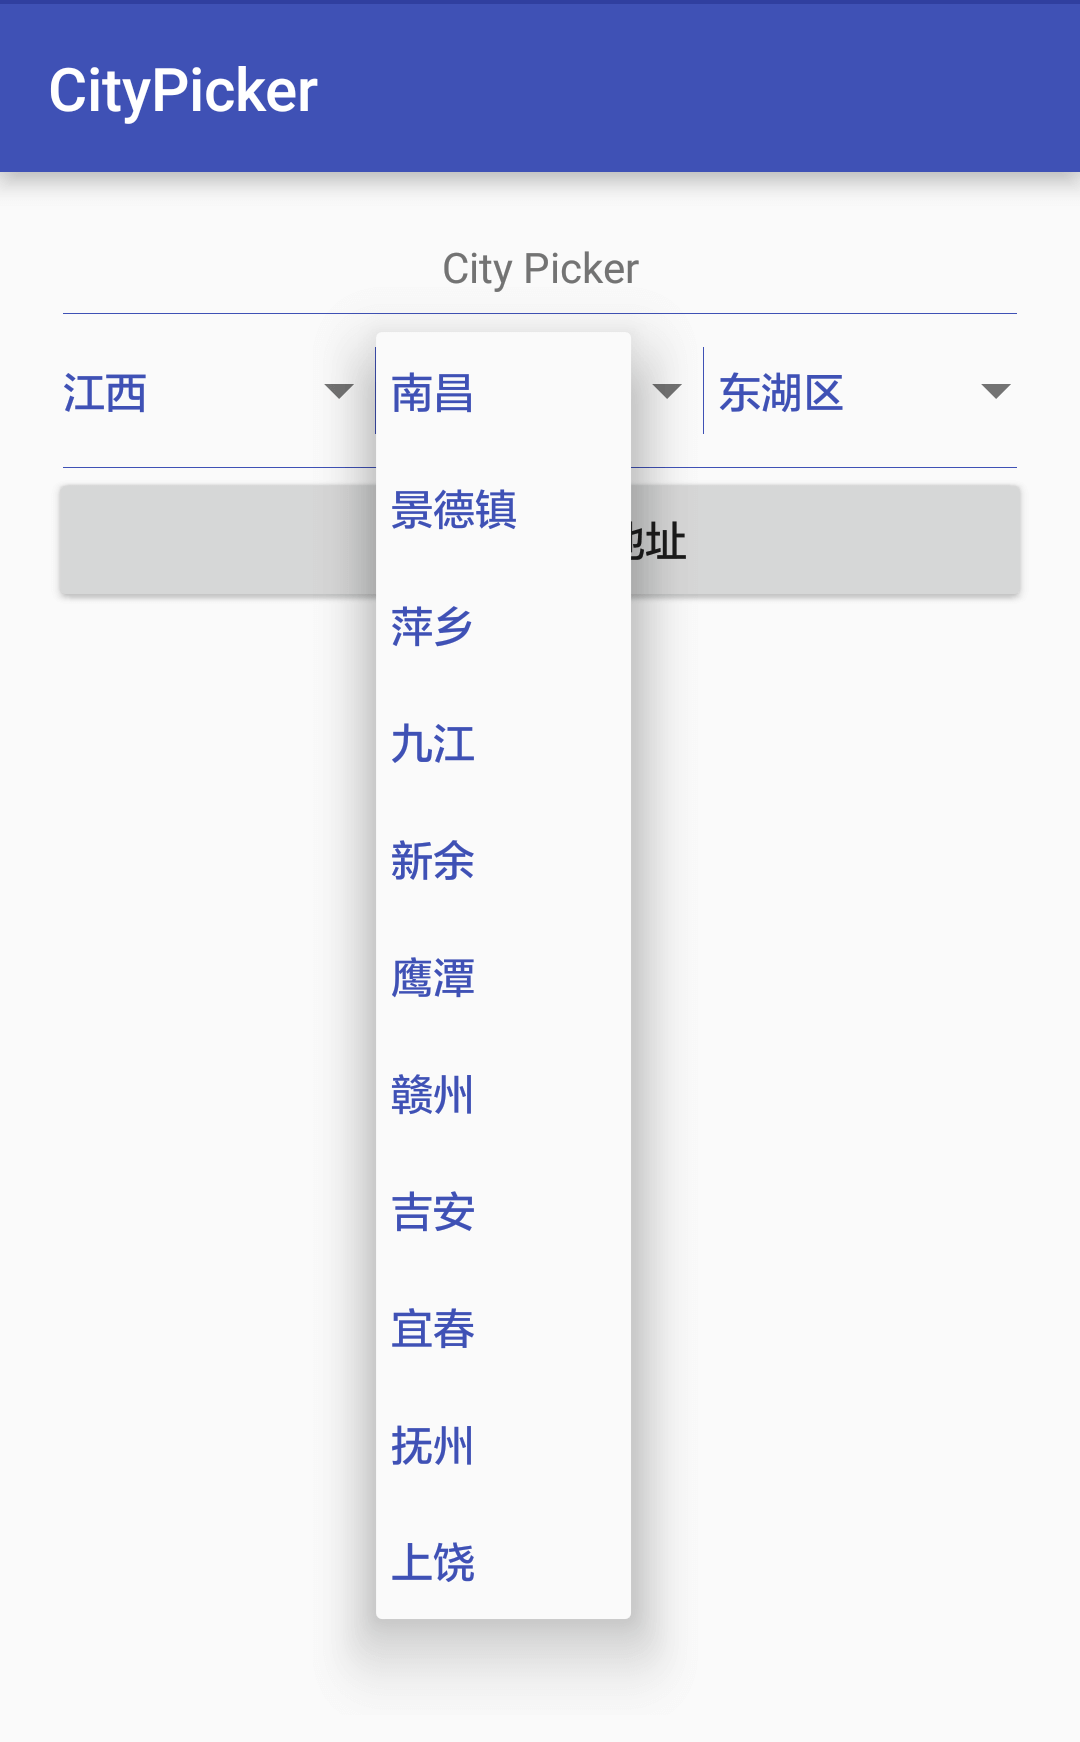 CityPicker
City Picker
江西 南昌 东湖区
景德镇
地址
萍乡
九江
新余
鹰潭
赣州
吉安
宜春
抚州
上饶